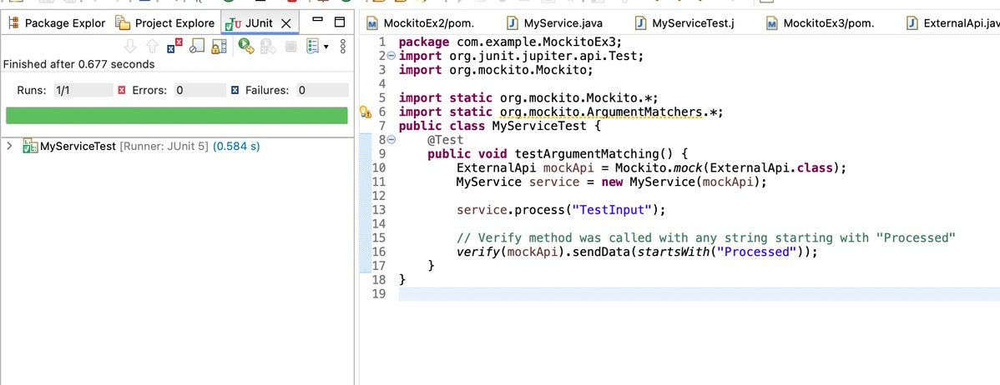 Package Explor
Project Explore
JUnit
Finished after 0.677 seconds
Runs: 1/1 Errors: 0 Failures: 0
MyServiceTest [Runner: JUnit 5] (0.584 s)
MockitoEx2/pom. MyService.java MyServiceTest.j MockitoEx3/pom. ExternalApi.jav
1 package com.example.MockitoEx3;
2 import org.junit.jupiter.api.Test;
3 import org.mockito.Mockito;
4
5 import static org.mockito.Mockito.*;
6 import static org.mockito.ArgumentMatchers.*;
7 public class MyServiceTest {
8 @Test
9 public void testArgumentMatching() {
10 ExternalApi mockApi = Mockito.mock(ExternalApi.class);
11 MyService service = new MyService(mockApi);
12
13 service.process("TestInput");
14
15 // Verify method was called with any string starting with "Processed"
16 verify(mockApi).sendData(startsWith("Processed"));
17 }
18 }
19